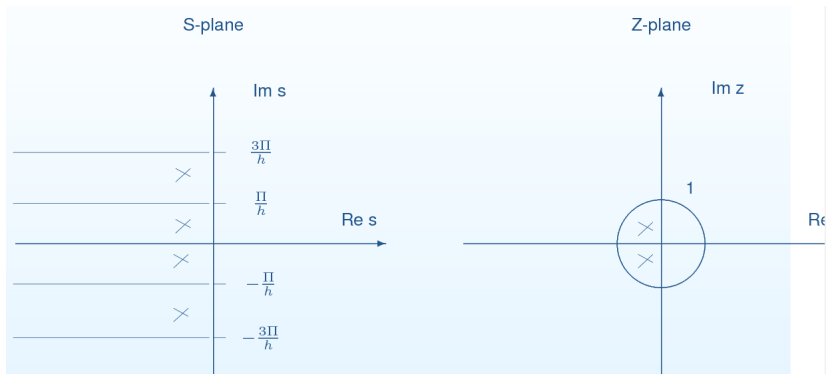 S-plane
Z-plane
Im s
Im z
3Π/h
1
Π/h
Re s
Re
-Π/h
-3Π/h